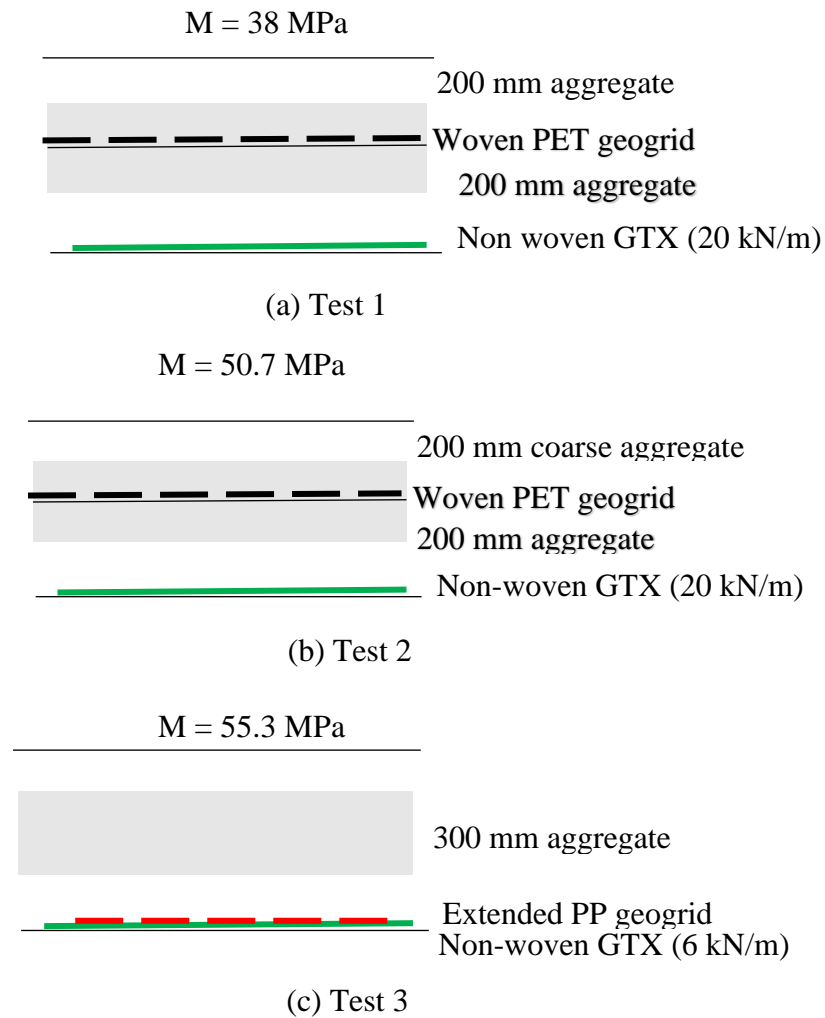 M = 38 MPa
200 mm aggregate
Woven PET geogrid
200 mm aggregate
Non woven GTX (20 kN/m)
(a) Test 1
M = 50.7 MPa
200 mm coarse aggregate
Woven PET geogrid
200 mm aggregate
Non-woven GTX (20 kN/m)
(b) Test 2
M = 55.3 MPa
300 mm aggregate
Extended PP geogrid
Non-woven GTX (6 kN/m)
(c) Test 3